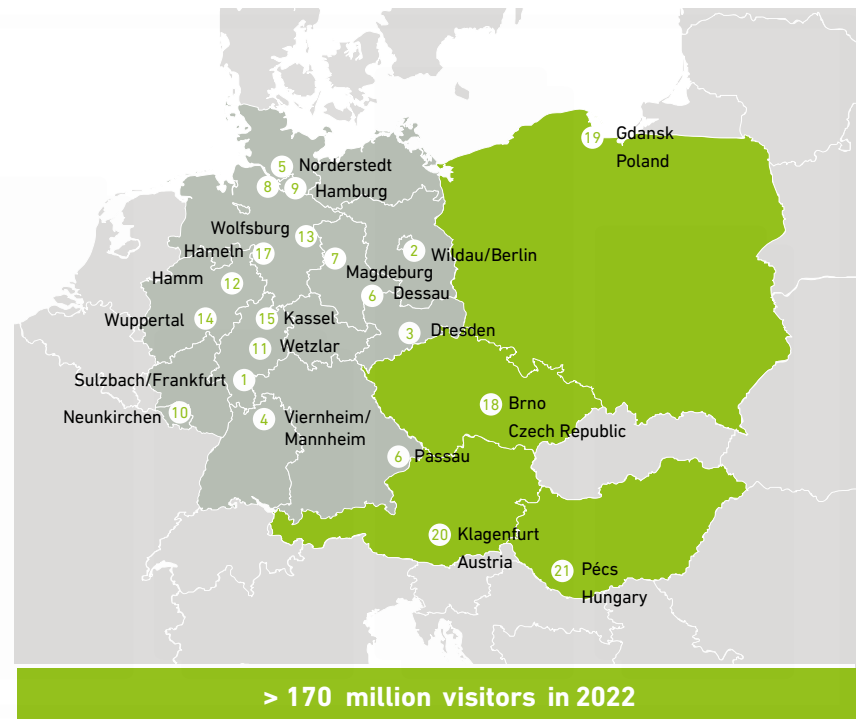 19 Gdansk
Poland
5 Norderstedt
8 9 Hamburg
Wolfsburg 13
Hameln 17
7 Magdeburg
2 Wildau/Berlin
Hamm 12
6 Dessau
Wuppertal 14
15 Kassel
3 Dresden
11 Wetzlar
Sulzbach/Frankfurt 1
Neunkirchen 10
4 Viernheim/
Mannheim
18 Brno
Czech Republic
6 Passau
20 Klagenfurt
Austria
21 Pécs
Hungary
> 170 million visitors in 2022